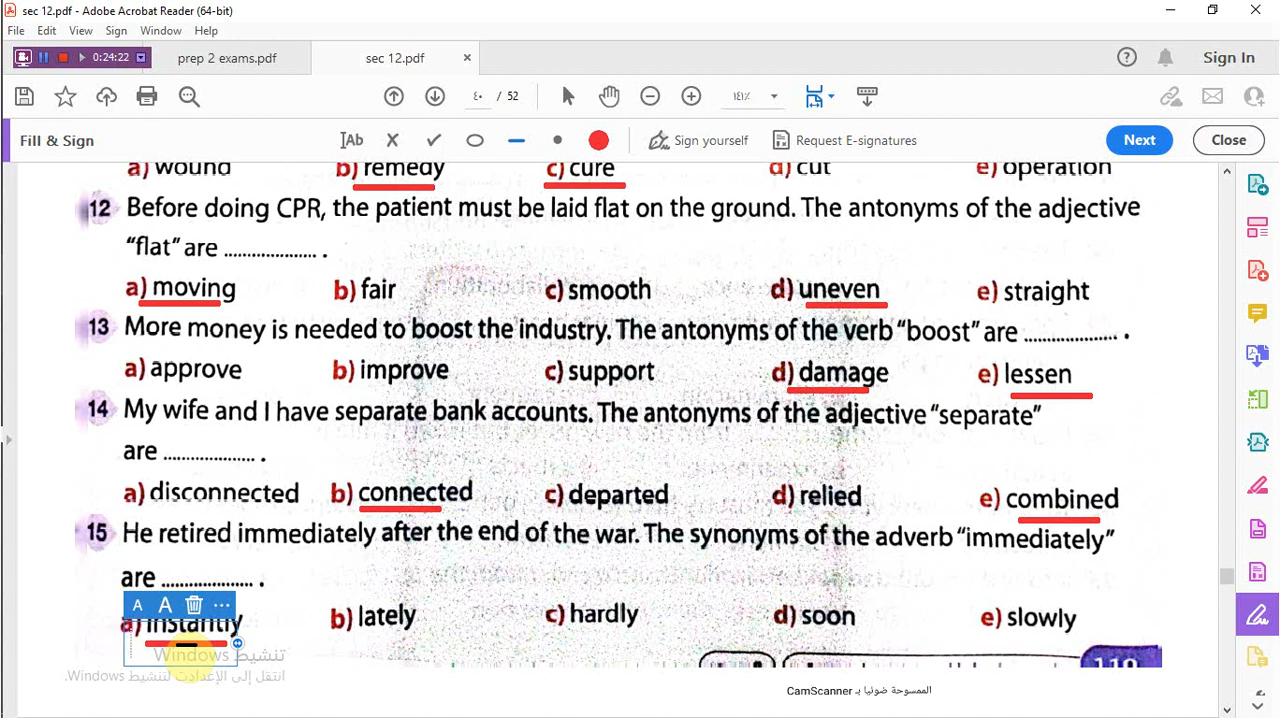 sec 12.pdf - Adobe Acrobat Reader (64-bit)
File Edit View Sign Window Help
0:24:22 prep 2 exams.pdf sec 12.pdf × Sign In
٤٠ / 52 ١٤١٪
Fill & Sign Ab Sign yourself Request E-signatures Next Close
a) wound b) remedy c) cure d) cut e) operation
12 Before doing CPR, the patient must be laid flat on the ground. The antonyms of the adjective
"flat" are .................... .
a) moving b) fair c) smooth d) uneven e) straight
13 More money is needed to boost the industry. The antonyms of the verb "boost" are .................... .
a) approve b) improve c) support d) damage e) lessen
14 My wife and I have separate bank accounts. The antonyms of the adjective "separate"
are .................... .
a) disconnected b) connected c) departed d) relied e) combined
15 He retired immediately after the end of the war. The synonyms of the adverb "immediately"
are .................... .
A A ...
a) instantly b) lately c) hardly d) soon e) slowly
تنشيط Windows
انتقل إلى الإعدادت لتنشيط Windows.
119
الممسوحة ضوئيا بـ CamScanner